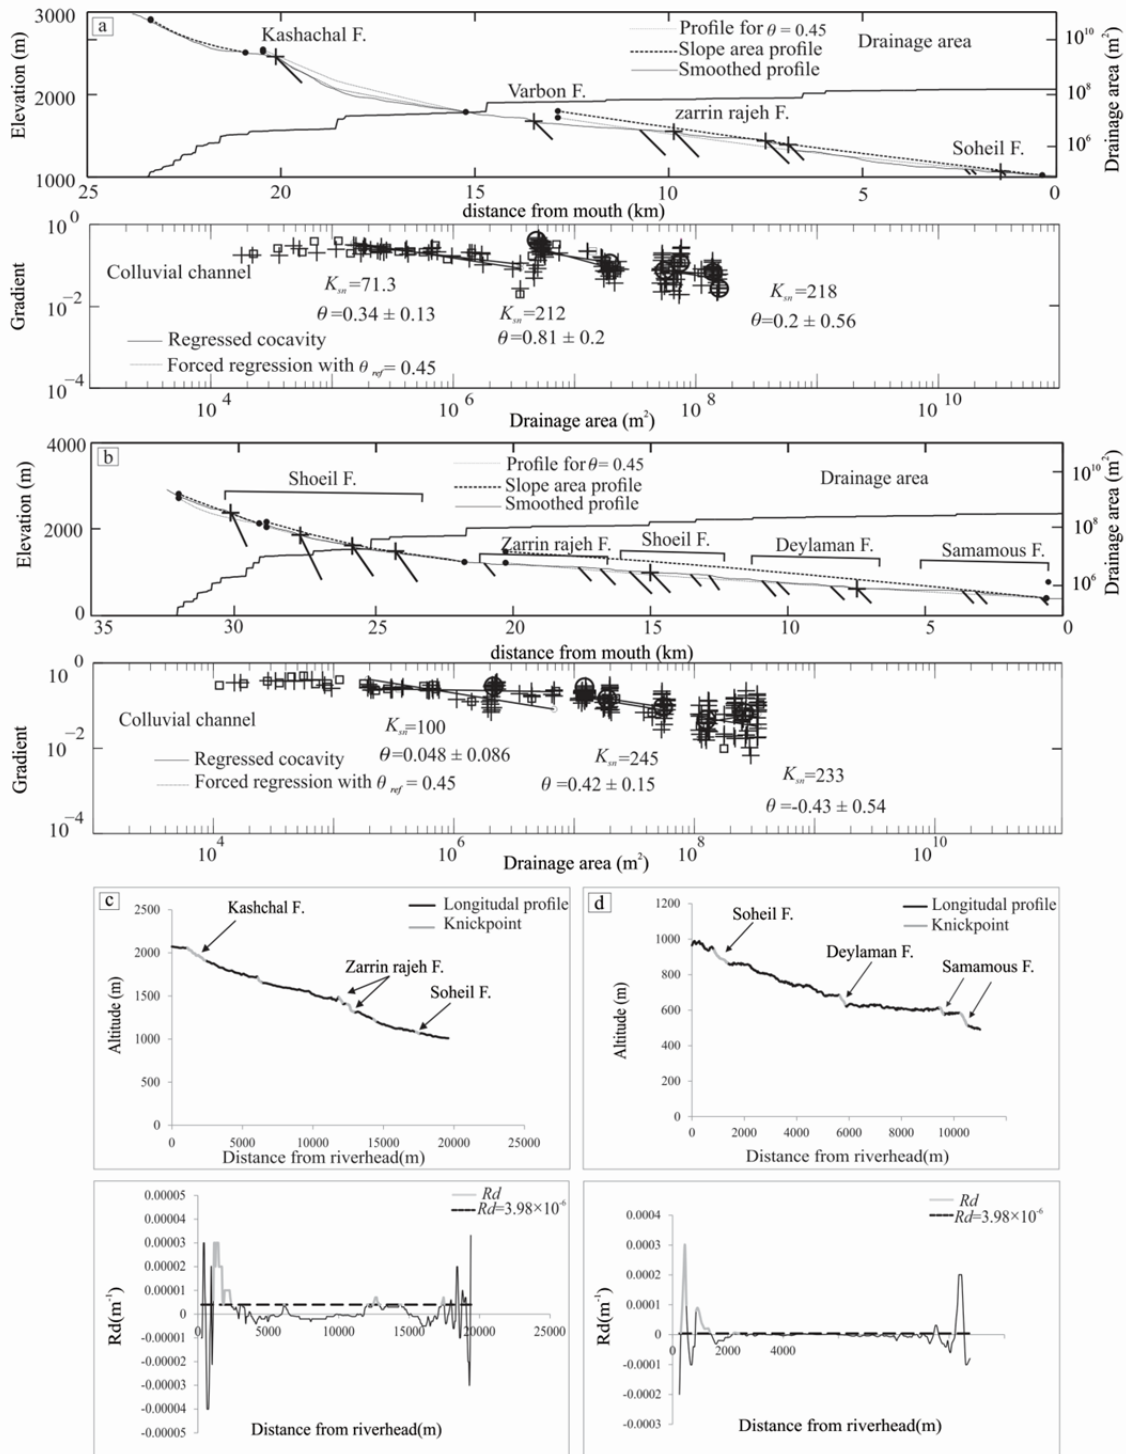 a
3000
2000
1000
Elevation (m)
Kashachal F.
Varbon F.
zarrin rajeh F.
Soheil F.
Profile for θ = 0.45
Slope area profile
Smoothed profile
Drainage area
10^10
10^8
10^6
Drainage area (m²)
25 20 15 10 5 0
distance from mouth (km)
10^0
10^-2
10^-4
Gradient
Colluvial channel
K_sn=71.3
θ=0.34 ± 0.13
K_sn=212
θ=0.81 ± 0.2
K_sn=218
θ=0.2 ± 0.56
Regressed cocavity
Forced regression with θ_ref= 0.45
10^4 10^6 10^8 10^10
Drainage area (m²)
b
4000
2000
0
Elevation (m)
Shoeil F.
Profile for θ= 0.45
Slope area profile
Smoothed profile
Drainage area
Zarrin rajeh F.
Shoeil F.
Deylaman F.
Samamous F.
10^10
10^8
10^6
Drainage area (m²)
35 30 25 20 15 10 5 0
distance from mouth (km)
10^0
10^-2
10^-4
Gradient
Colluvial channel
K_sn=100
θ=0.048 ± 0.086
K_sn=245
θ =0.42 ± 0.15
K_sn=233
θ =-0.43 ± 0.54
Regressed cocavity
Forced regression with θ_ref = 0.45
10^4 10^6 10^8 10^10
Drainage area (m²)
c
2500
2000
1500
1000
500
0
Altitude (m)
Kashchal F.
Zarrin rajeh F.
Soheil F.
Longitudal profile
Knickpoint
0 5000 10000 15000 20000 25000
Distance from riverhead(m)
d
1200
1000
800
600
400
200
0
Altitude (m)
Soheil F.
Deylaman F.
Samamous F.
Longitudal profile
Knickpoint
0 2000 4000 6000 8000 10000
Distance from riverhead(m)
0.00005
0.00004
0.00003
0.00002
0.00001
0
-0.00001
-0.00002
-0.00003
-0.00004
-0.00005
Rd(m^-1)
Rd
Rd=3.98×10^-6
0 5000 10000 15000 20000 25000
Distance from riverhead(m)
0.0004
0.0003
0.0002
0.0001
0
-0.0001
-0.0002
-0.0003
Rd(m^-1)
Rd
Rd=3.98×10^-6
0 2000 4000
Distance from riverhead(m)